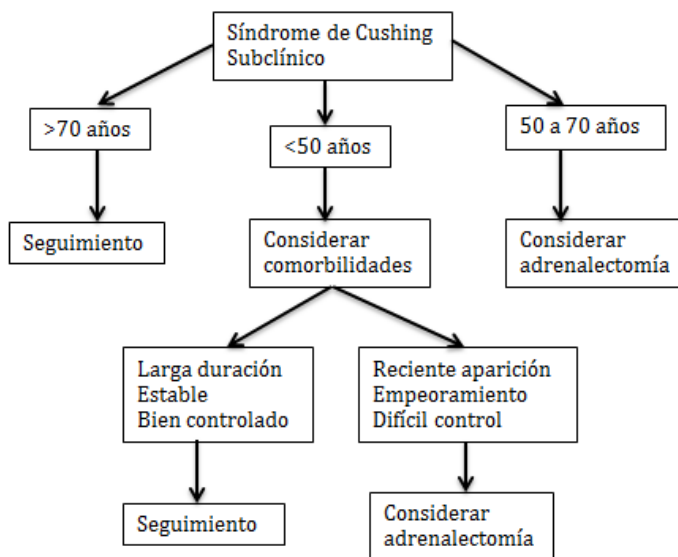 Síndrome de Cushing
Subclínico
>70 años
<50 años
50 a 70 años
Seguimiento
Considerar
comorbilidades
Considerar
adrenalectomía
Larga duración
Estable
Bien controlado
Reciente aparición
Empeoramiento
Difícil control
Seguimiento
Considerar
adrenalectomía